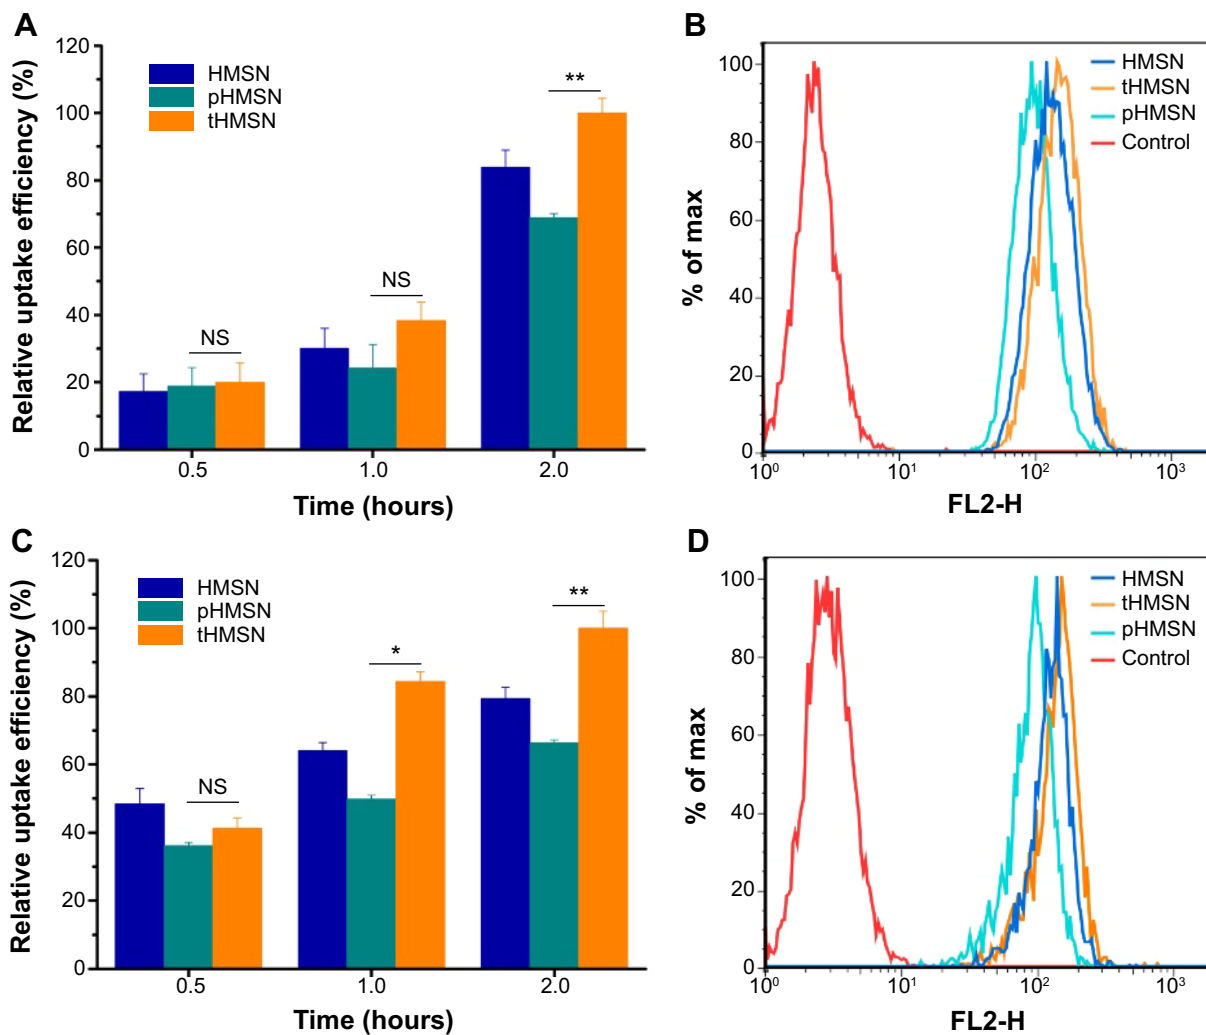 A
Relative uptake efficiency (%)
120
100
80
60
40
20
0
HMSN
pHMSN
tHMSN
NS
NS
**
0.5
1.0
2.0
Time (hours)
B
% of max
100
80
60
40
20
0
HMSN
tHMSN
pHMSN
Control
10⁰
10¹
10²
10³
FL2-H
C
Relative uptake efficiency (%)
120
100
80
60
40
20
0
HMSN
pHMSN
tHMSN
NS
*
**
0.5
1.0
2.0
Time (hours)
D
% of max
100
80
60
40
20
0
HMSN
tHMSN
pHMSN
Control
10⁰
10¹
10²
10³
FL2-H